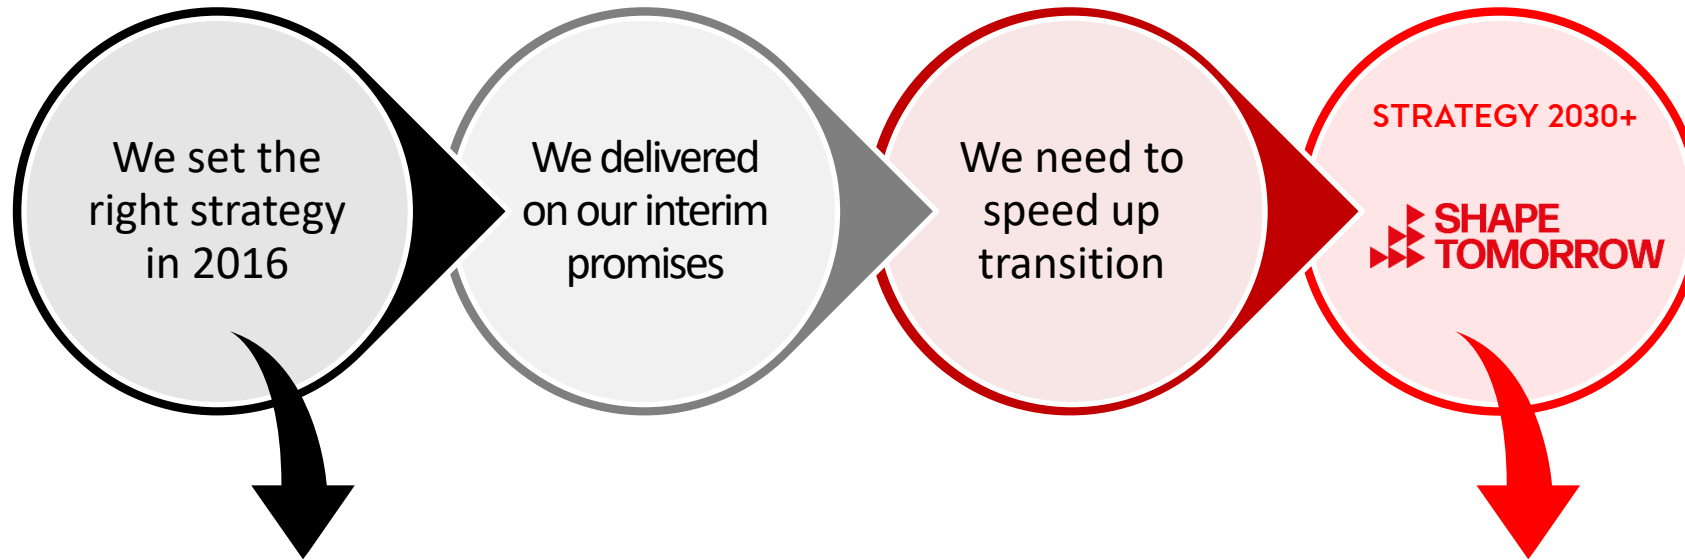 We set the
right strategy
in 2016
We delivered
on our interim
promises
We need to
speed up
transition
STRATEGY 2030+
SHAPE
TOMORROW